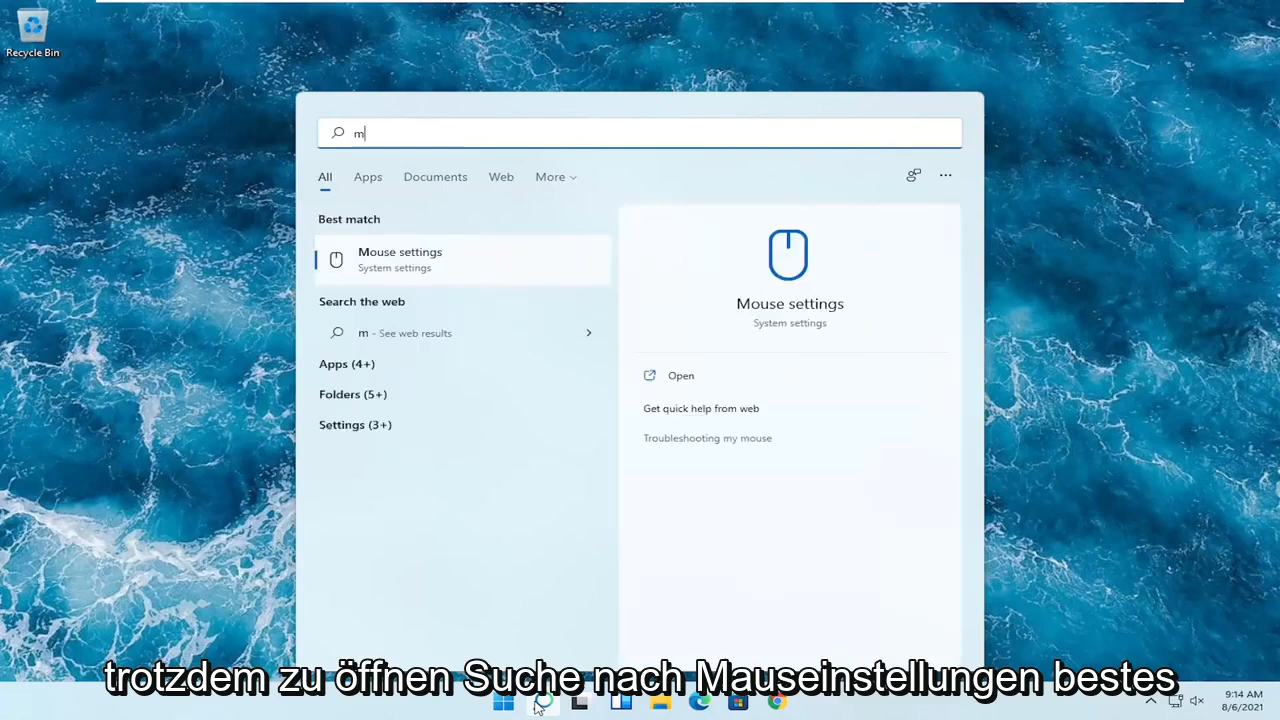 Recycle Bin
m
All Apps Documents Web More
Best match
Mouse settings
System settings
Search the web
m - See web results
Apps (4+)
Folders (5+)
Settings (3+)
Mouse settings
System settings
Open
Get quick help from web
Troubleshooting my mouse
trotzdem zu öffnen Suche nach Mauseinstellungen bestes
9:14 AM
8/6/2021